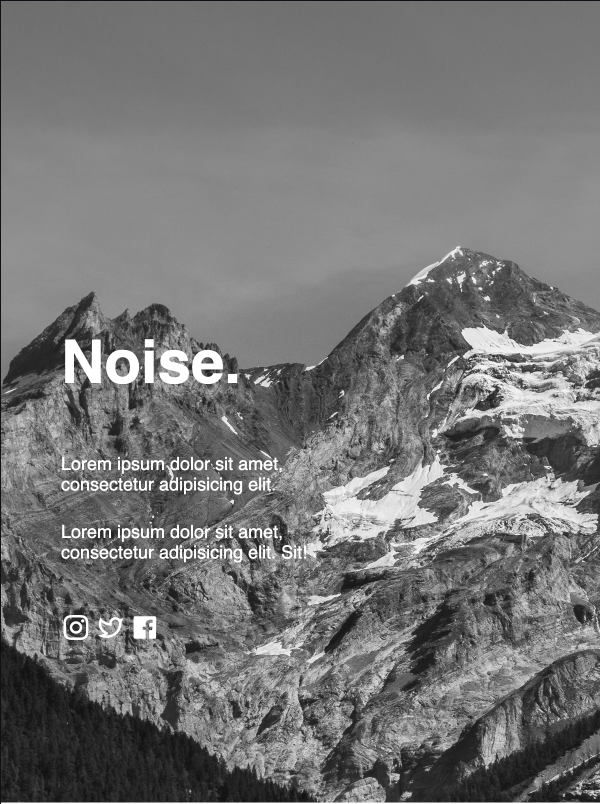 Noise.
Lorem ipsum dolor sit amet,
consectetur adipisicing elit.
Lorem ipsum dolor sit amet,
consectetur adipisicing elit. Sit!